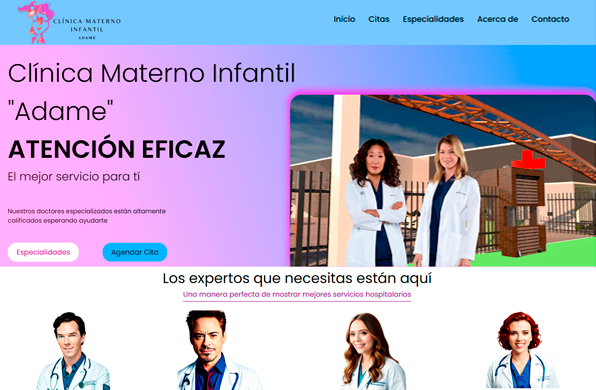 CLÍNICA MATERNO
INFANTIL
ADAME
Inicio Citas Especialidades Acerca de Contacto
Clínica Materno Infantil
"Adame"
ATENCIÓN EFICAZ
El mejor servicio para tí
Nuestros doctores especializados están altamente
calificados esperando ayudarte
Especialidades Agendar Cita
Los expertos que necesitas están aquí
Una manera perfecta de mostrar mejores servicios hospitalarios